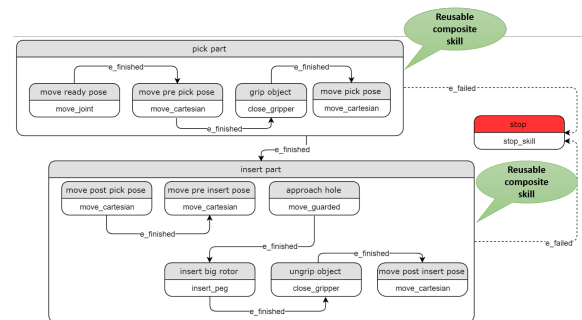 Reusable
composite
skill
pick part
e_finished
e_finished
move ready pose
move_joint
move pre pick pose
move_cartesian
grip object
close_gripper
move pick pose
move_cartesian
e_finished
e_failed
stop
stop_skill
e_finished
insert part
Reusable
composite
skill
move post pick pose
move_cartesian
move pre insert pose
move_cartesian
approach hole
move_guarded
e_finished
e_finished
e_finished
e_failed
insert big rotor
insert_peg
ungrip object
close_gripper
move post insert pose
move_cartesian
e_finished